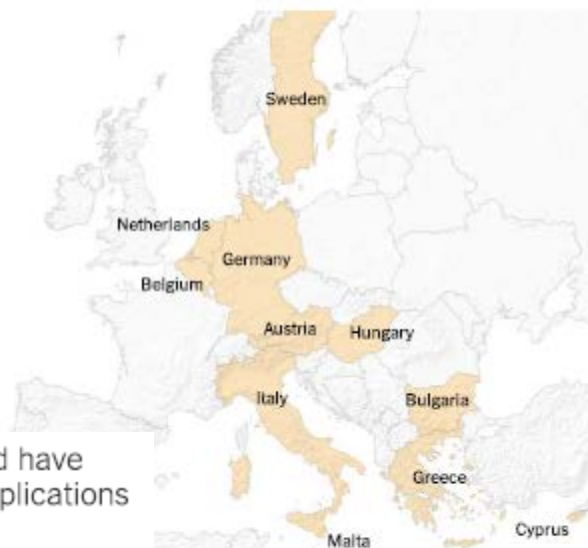 Sweden
Netherlands
Germany
Belgium
Austria
Hungary
Italy
Bulgaria
d have
plications
Greece
Cyprus
Malta